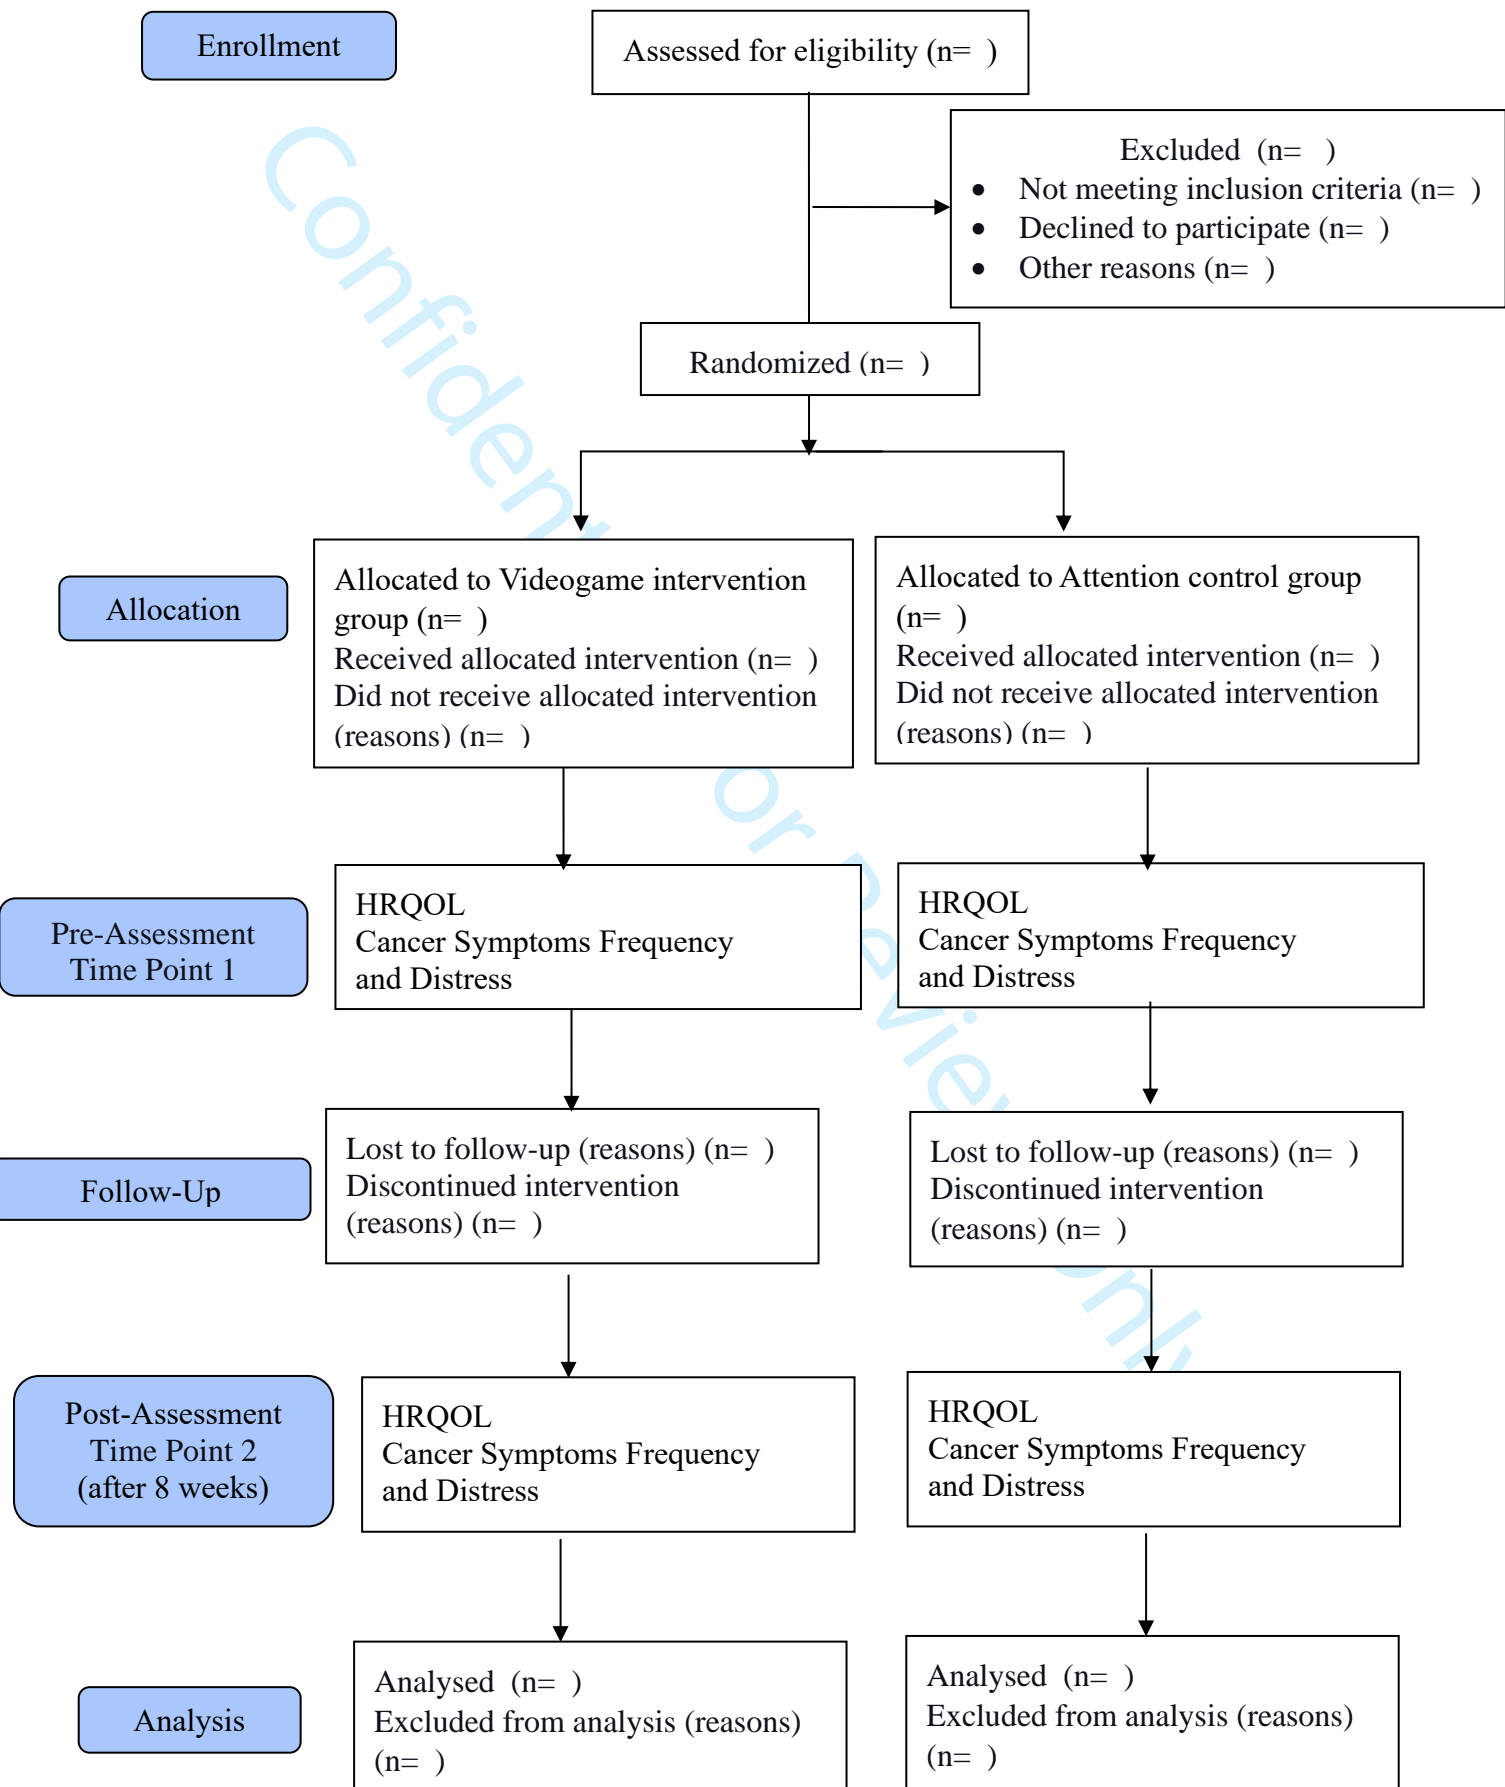 Enrollment
Assessed for eligibility (n=  )
Excluded  (n=   )
• Not meeting inclusion criteria (n=  )
• Declined to participate (n=  )
• Other reasons (n=  )
Randomized (n=  )
Allocation
Allocated to Videogame intervention
group (n=  )
Received allocated intervention (n=  )
Did not receive allocated intervention
(reasons) (n=  )
Allocated to Attention control group
(n=  )
Received allocated intervention (n=  )
Did not receive allocated intervention
(reasons) (n=  )
Pre-Assessment
Time Point 1
HRQOL
Cancer Symptoms Frequency
and Distress
HRQOL
Cancer Symptoms Frequency
and Distress
Follow-Up
Lost to follow-up (reasons) (n=  )
Discontinued intervention
(reasons) (n=  )
Lost to follow-up (reasons) (n=  )
Discontinued intervention
(reasons) (n=  )
Post-Assessment
Time Point 2
(after 8 weeks)
HRQOL
Cancer Symptoms Frequency
and Distress
HRQOL
Cancer Symptoms Frequency
and Distress
Analysis
Analysed  (n=  )
Excluded from analysis (reasons)
(n=  )
Analysed  (n=  )
Excluded from analysis (reasons)
(n=  )
Confident or Review Only